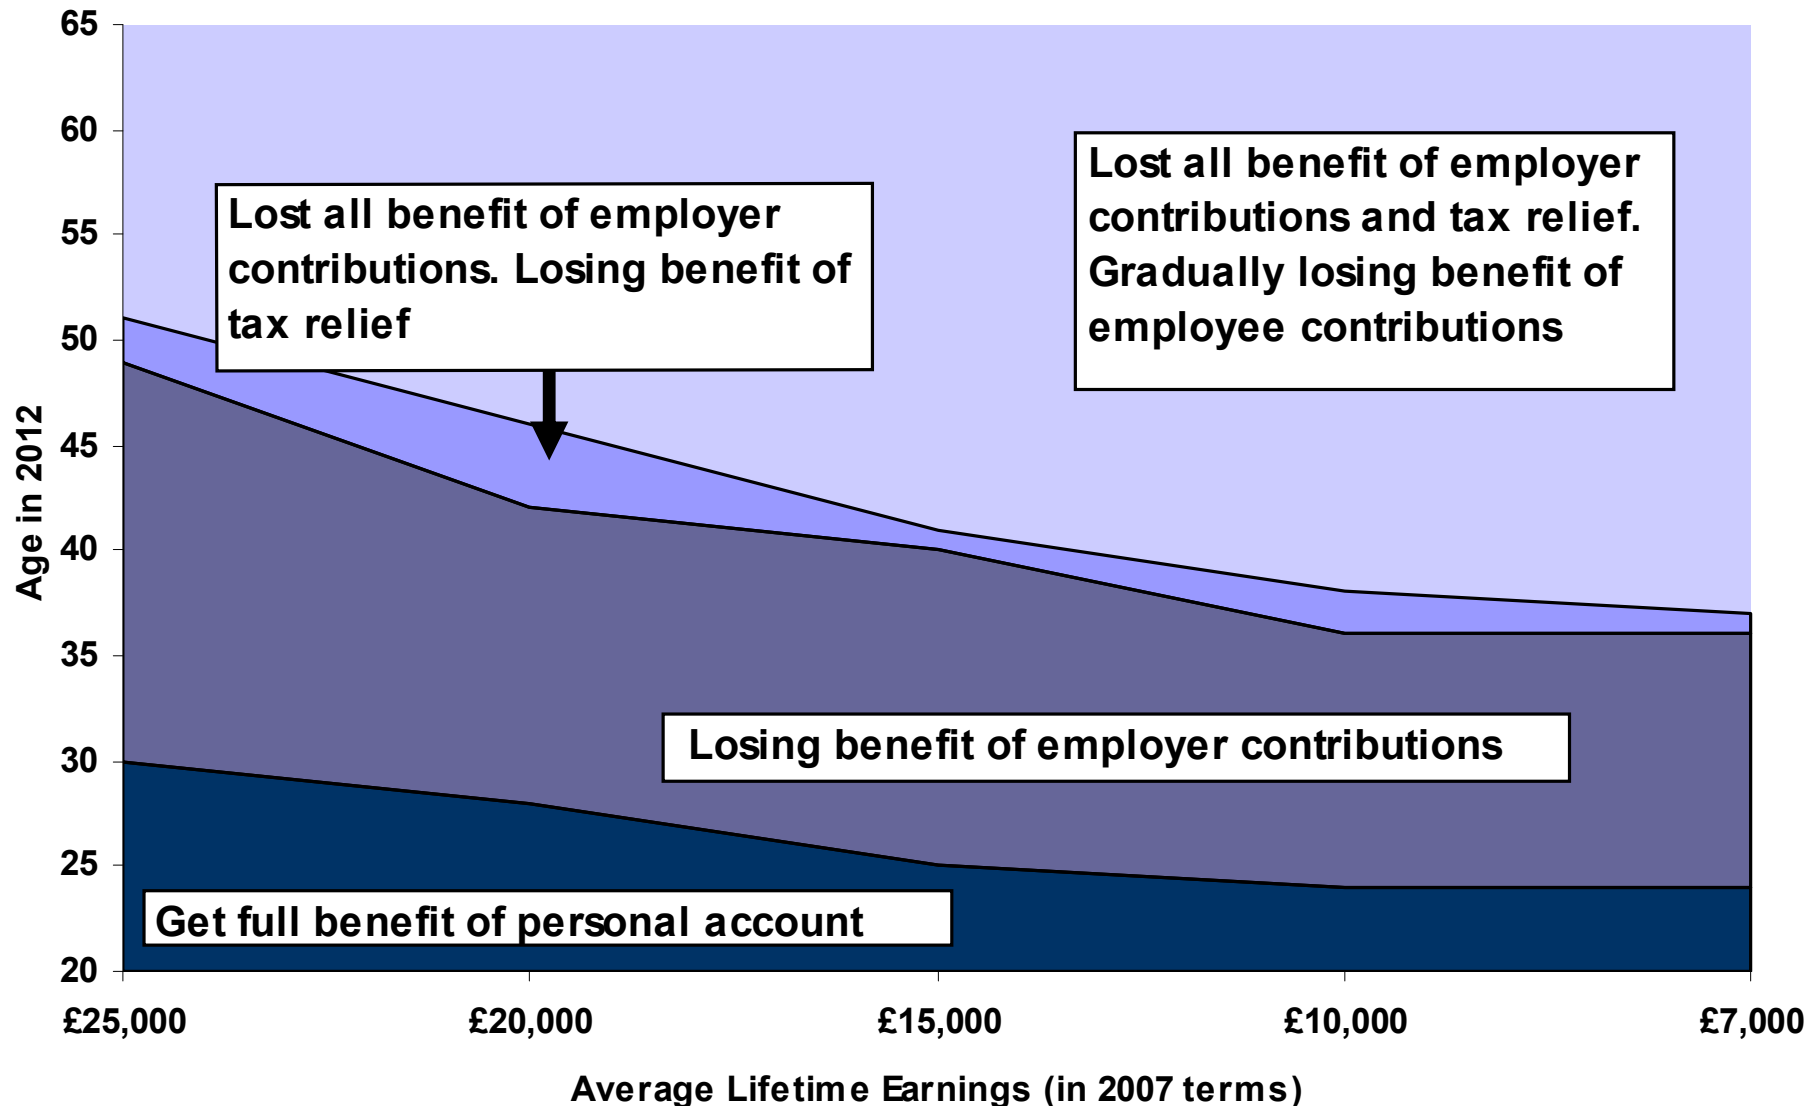 65
60
55
50
45
40
35
30
25
20
Age in 2012
Lost all benefit of employer
contributions. Losing benefit of
tax relief
Lost all benefit of employer
contributions and tax relief.
Gradually losing benefit of
employee contributions
Losing benefit of employer contributions
Get full benefit of personal account
£25,000
£20,000
£15,000
£10,000
£7,000
Average Lifetime Earnings (in 2007 terms)